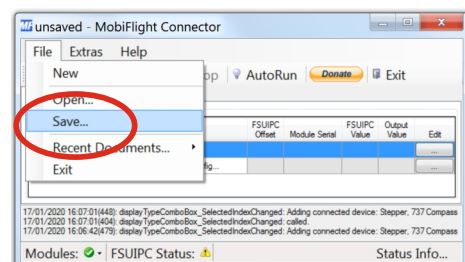 unsaved - MobiFlight Connector
File Extras Help
New
Open...
Save...
Recent Documents...
Exit
op AutoRun Donate Exit
FSUIPC Offset Module Serial FSUIPC Value Output Value Edit
...
fig... ...
17/01/2020 16:07:01(448): displayTypeComboBox_SelectedIndexChanged: Adding connected device: Stepper, 737 Compass
17/01/2020 16:07:01(404): displayTypeComboBox_SelectedIndexChanged: called.
17/01/2020 16:06:42(479): displayTypeComboBox_SelectedIndexChanged: Adding connected device: Stepper, 737 Compass
Modules: FSUIPC Status: Status Info...